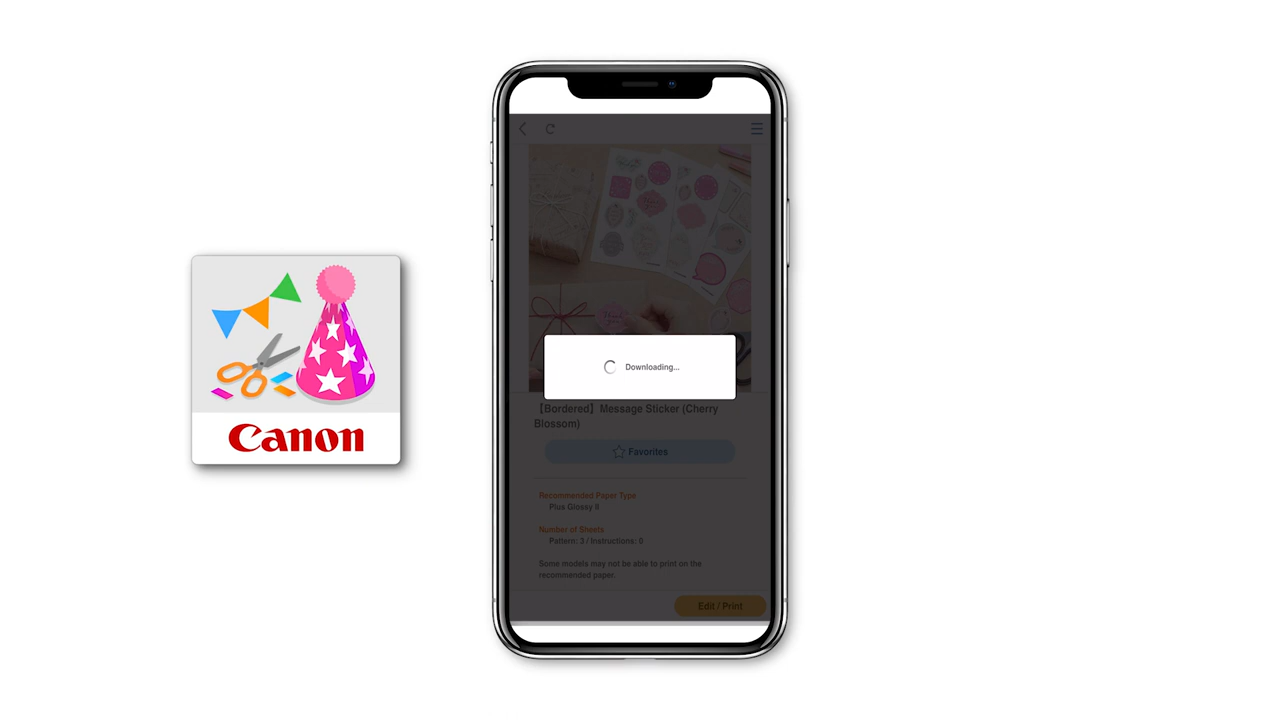 Canon
Downloading...
【Bordered】Message Sticker (Cherry
Blossom)
Favorites
Recommended Paper Type
Plus Glossy II
Number of Sheets
Pattern: 3 / Instructions: 0
Some models may not be able to print on the
recommended paper.
Edit / Print